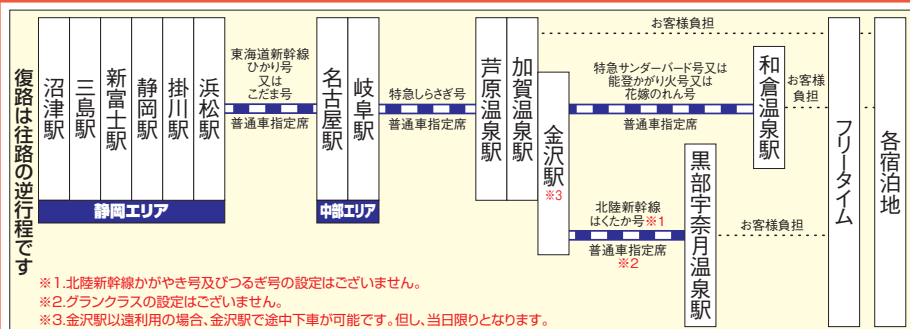 復路は往路の逆行程です
沼津駅
三島駅
新富士駅
静岡駅
掛川駅
浜松駅
静岡エリア
東海道新幹線
ひかり号
又は
こだま号
普通車指定席
名古屋駅
岐阜駅
中部エリア
特急しらさぎ号
普通車指定席
芦原温泉駅
加賀温泉駅
金沢駅
※3
お客様負担
特急サンダーバード号又は
能登かがり火号又は
花嫁のれん号
普通車指定席
和倉温泉駅
お客様
負担
北陸新幹線
はくたか号※1
普通車指定席
※2
黒部宇奈月温泉駅
お客様負担
フリータイム
各宿泊地
※1.北陸新幹線かがやき号及びつるぎ号の設定はございません。
※2.グランクラスの設定はございません。
※3.金沢駅以遠利用の場合、金沢駅で途中下車が可能です。但し、当日限りとなります。